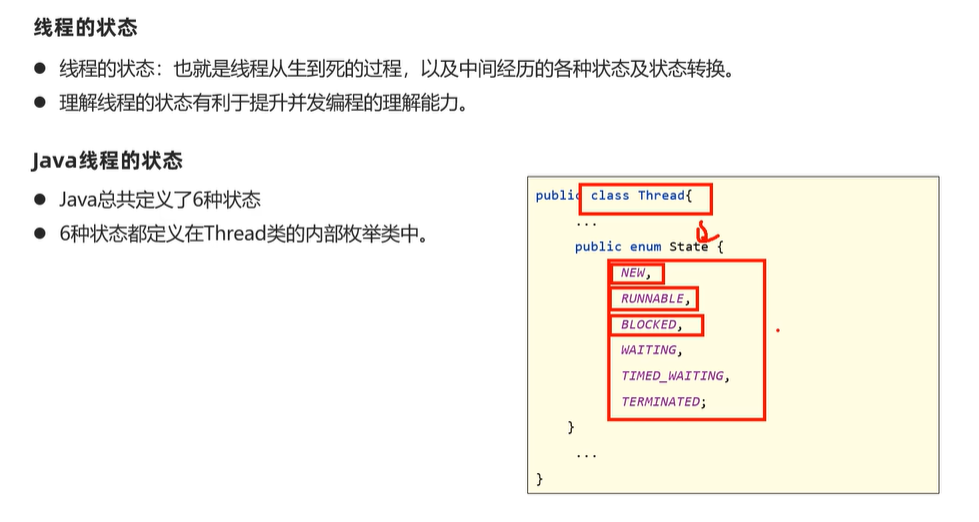 线程的状态
● 线程的状态：也就是线程从生到死的过程，以及中间经历的各种状态及状态转换。
● 理解线程的状态有利于提升并发编程的理解能力。
Java线程的状态
● Java总共定义了6种状态
● 6种状态都定义在Thread类的内部枚举类中。
public class Thread{
...
public enum State {
NEW,
RUNNABLE,
BLOCKED,
WAITING,
TIMED_WAITING,
TERMINATED;
}
...
}